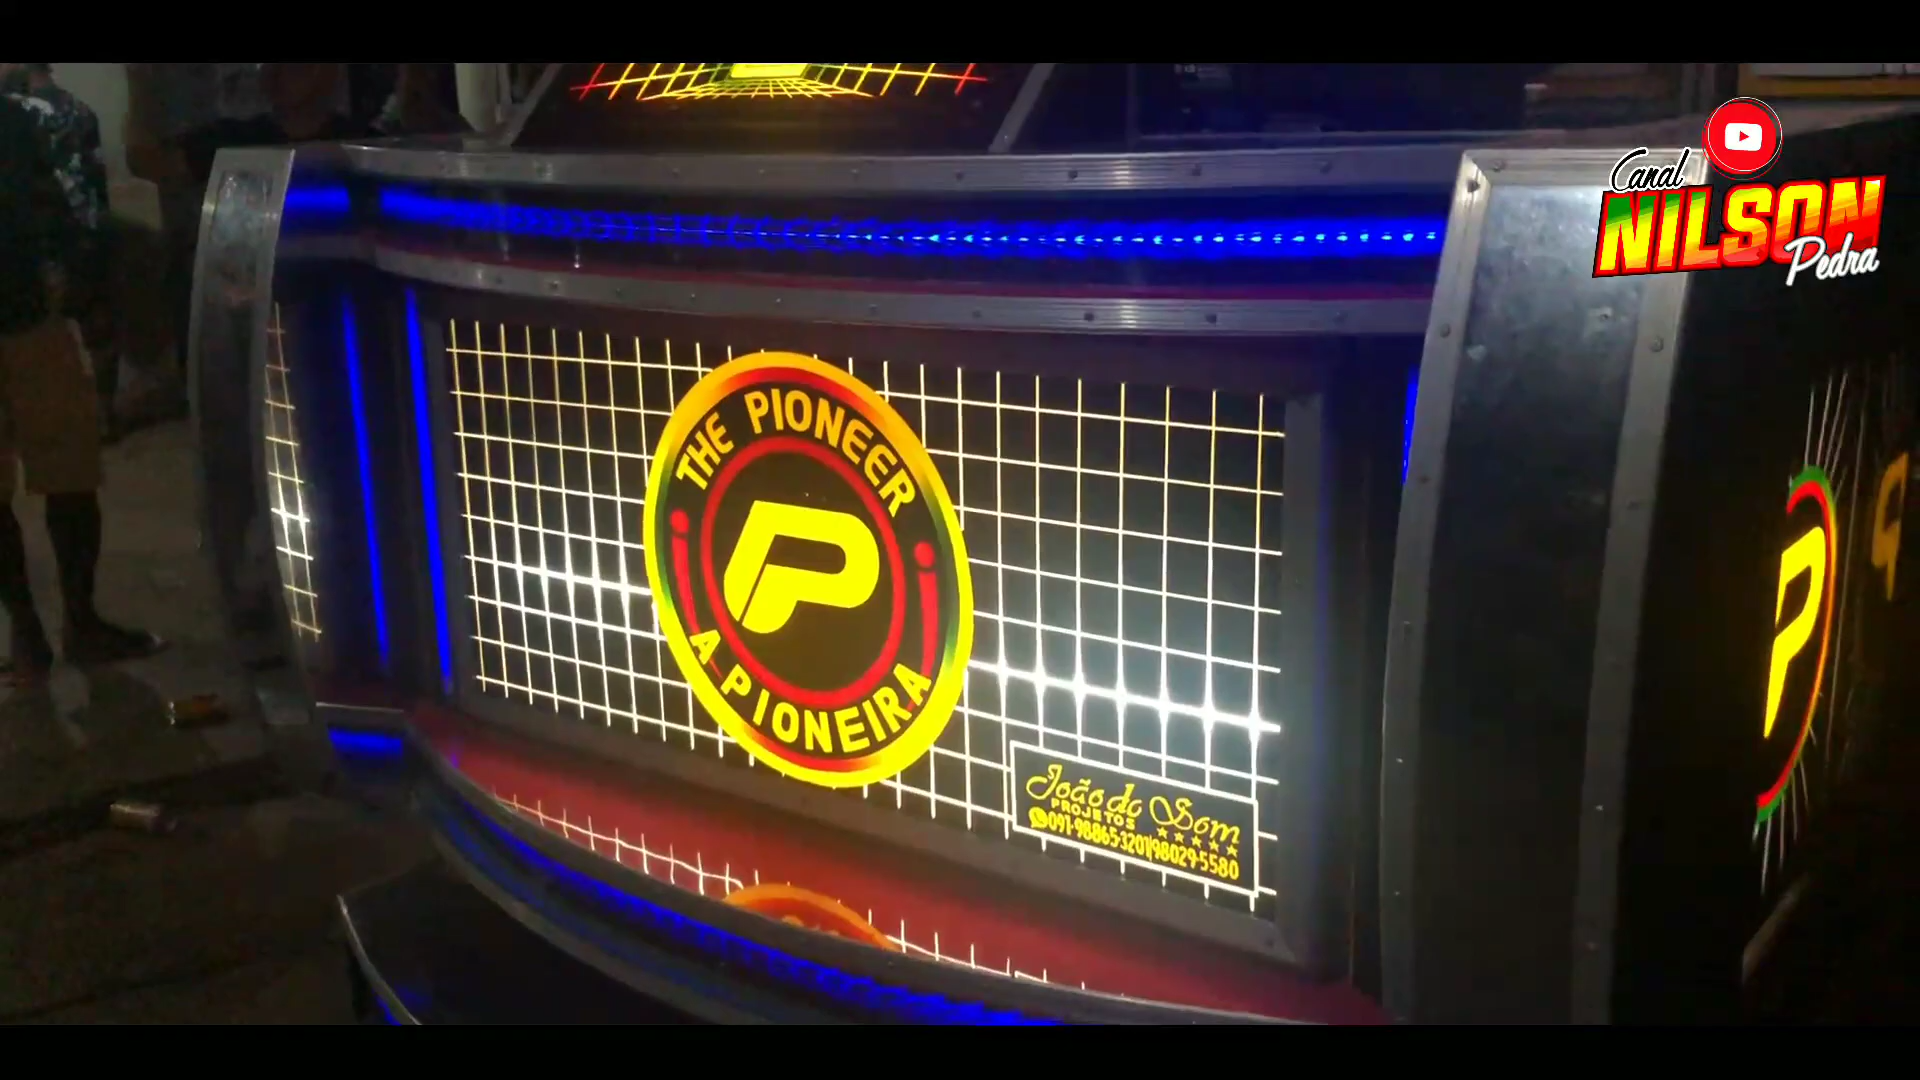 Canal
NILSON
Pedra
THE PIONEER
P
A PIONEIRA
João do Som
PROJETOS
091-98865-3201/98029-5580
P